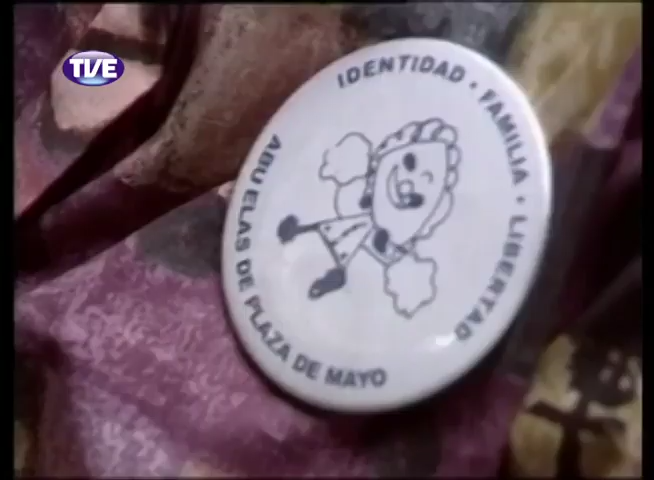 TVE
IDENTIDAD • FAMILIA • LIBERTAD
ABUELAS DE PLAZA DE MAYO